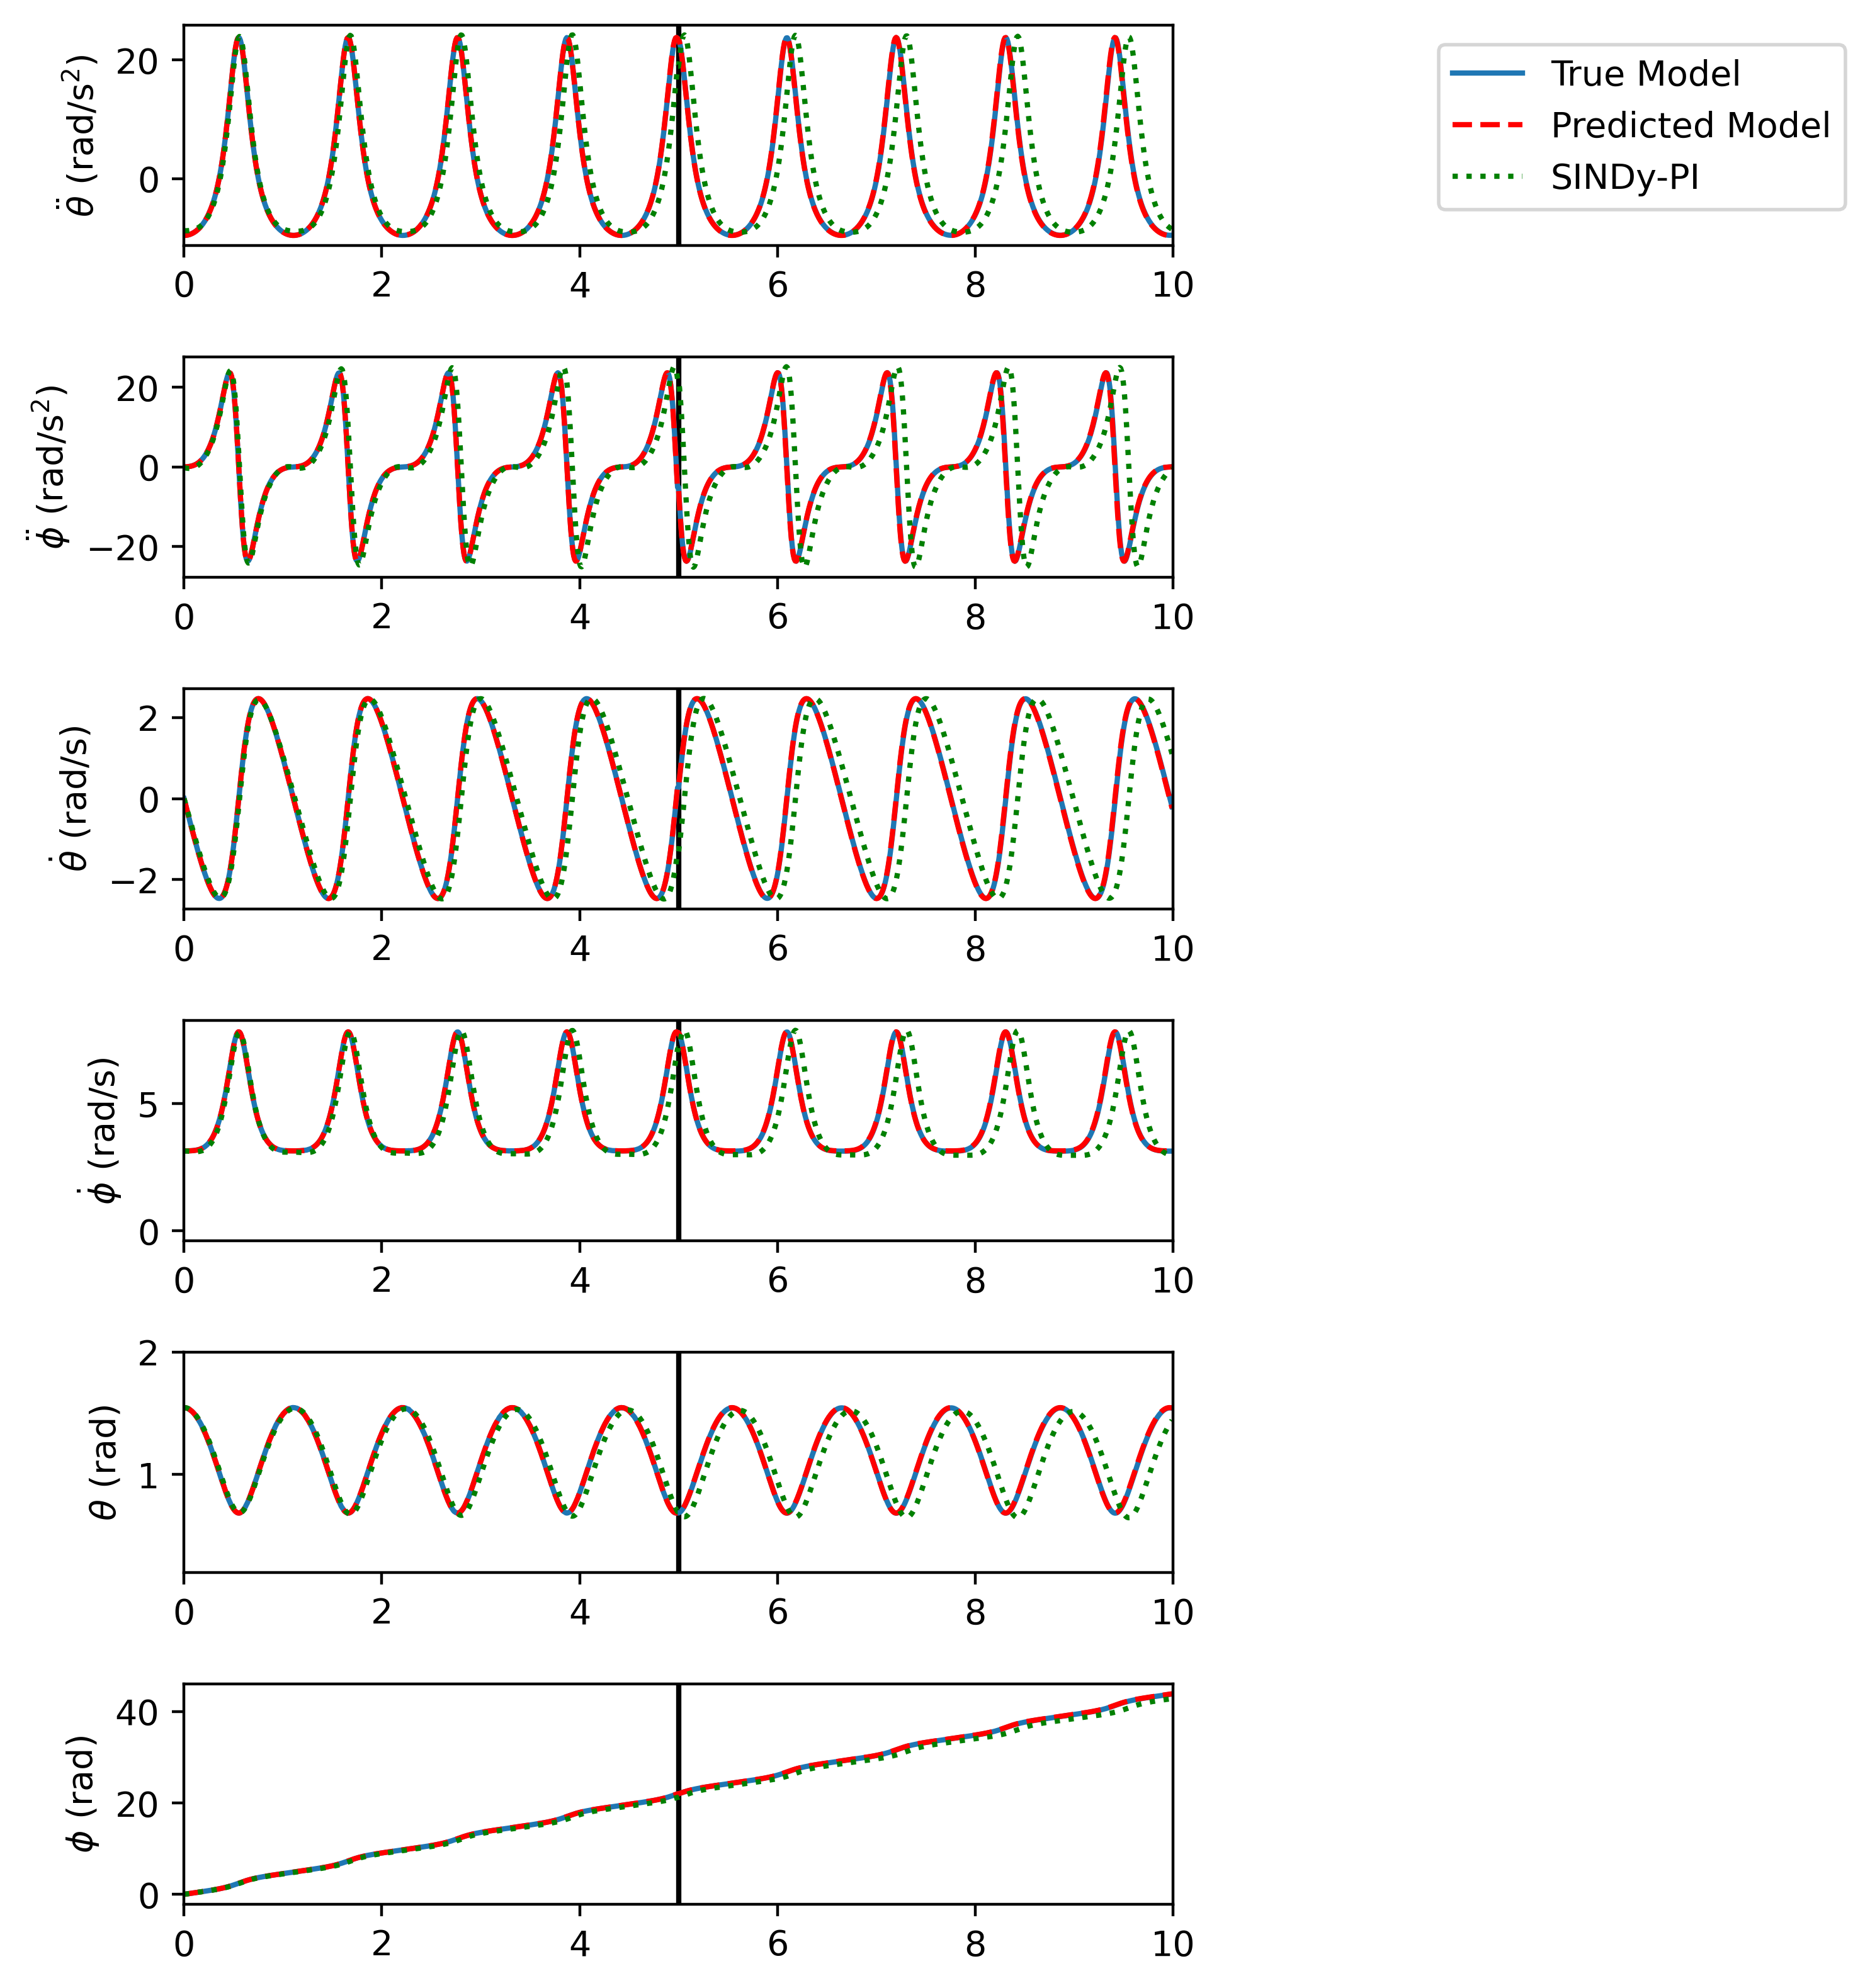 True Model
Predicted Model
SINDy-PI
θ̈ (rad/s²)
20
0
0 2 4 6 8 10
ϕ̈ (rad/s²)
20
0
−20
0 2 4 6 8 10
θ̇ (rad/s)
2
0
−2
0 2 4 6 8 10
ϕ̇ (rad/s)
5
0
0 2 4 6 8 10
θ (rad)
2
1
0 2 4 6 8 10
ϕ (rad)
40
20
0
0 2 4 6 8 10